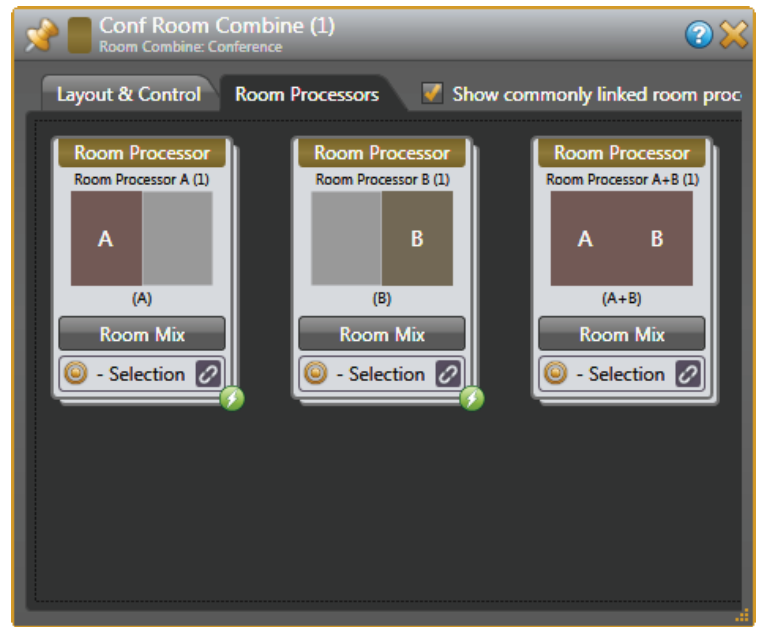 Conf Room Combine (1)
Room Combine: Conference
Layout & Control
Room Processors
Show commonly linked room proc
Room Processor
Room Processor A (1)
A
(A)
Room Mix
- Selection
Room Processor
Room Processor B (1)
B
(B)
Room Mix
- Selection
Room Processor
Room Processor A+B (1)
A B
(A+B)
Room Mix
- Selection